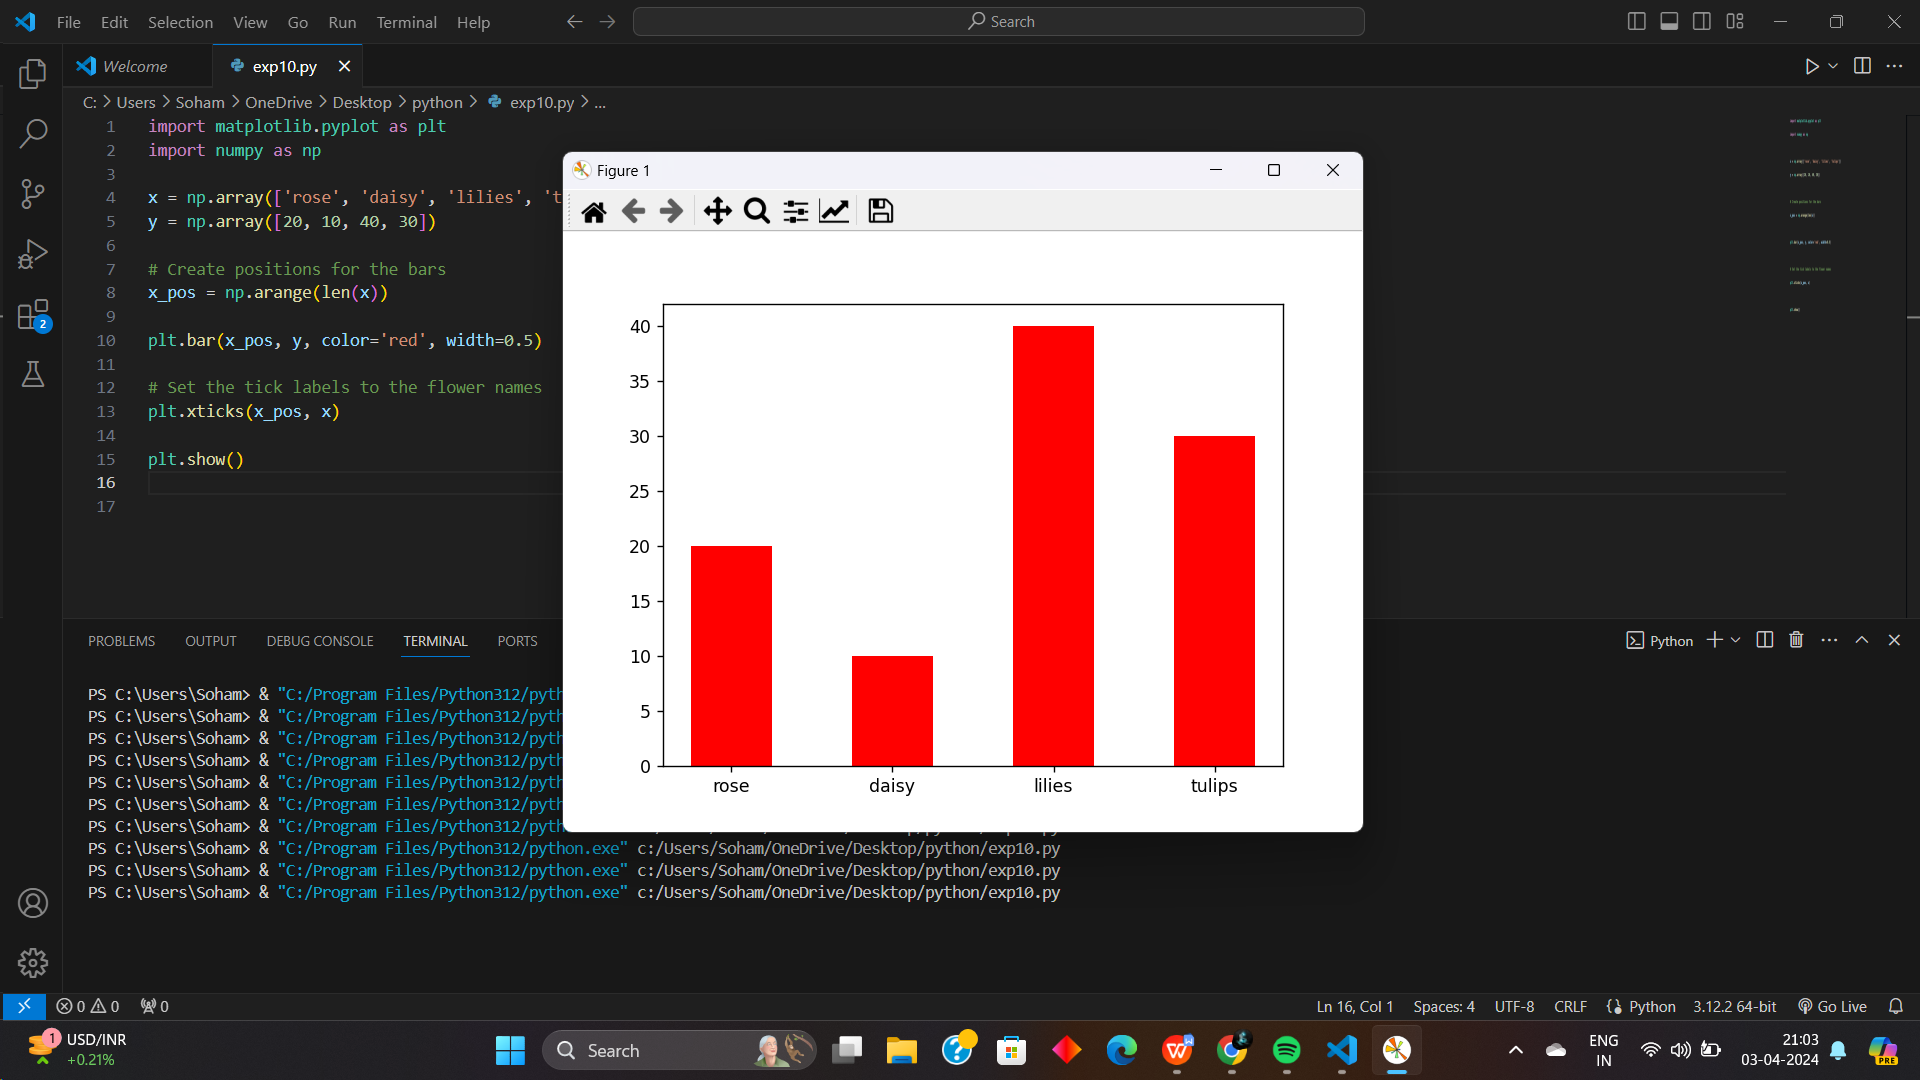 File Edit Selection View Go Run Terminal Help
Search
Welcome
exp10.py
C: > Users > Soham > OneDrive > Desktop > python > exp10.py > ...
1 import matplotlib.pyplot as plt
2 import numpy as np
3
4 x = np.array(['rose', 'daisy', 'lilies', 't
5 y = np.array([20, 10, 40, 30])
6
7 # Create positions for the bars
8 x_pos = np.arange(len(x))
9
10 plt.bar(x_pos, y, color='red', width=0.5)
11
12 # Set the tick labels to the flower names
13 plt.xticks(x_pos, x)
14
15 plt.show()
16
17
Figure 1
40
35
30
25
20
15
10
5
0
rose daisy lilies tulips
2
PROBLEMS OUTPUT DEBUG CONSOLE TERMINAL PORTS
Python
PS C:\Users\Soham> & "C:/Program Files/Python312/pyth
PS C:\Users\Soham> & "C:/Program Files/Python312/pyth
PS C:\Users\Soham> & "C:/Program Files/Python312/pyth
PS C:\Users\Soham> & "C:/Program Files/Python312/pyth
PS C:\Users\Soham> & "C:/Program Files/Python312/pyth
PS C:\Users\Soham> & "C:/Program Files/Python312/pyth
PS C:\Users\Soham> & "C:/Program Files/Python312/pyth
PS C:\Users\Soham> & "C:/Program Files/Python312/python.exe" c:/Users/Soham/OneDrive/Desktop/python/exp10.py
PS C:\Users\Soham> & "C:/Program Files/Python312/python.exe" c:/Users/Soham/OneDrive/Desktop/python/exp10.py
PS C:\Users\Soham> & "C:/Program Files/Python312/python.exe" c:/Users/Soham/OneDrive/Desktop/python/exp10.py
0 0 0
Ln 16, Col 1 Spaces: 4 UTF-8 CRLF Python 3.12.2 64-bit Go Live
1 USD/INR
+0.21%
Search
ENG
IN
21:03
03-04-2024
PRE